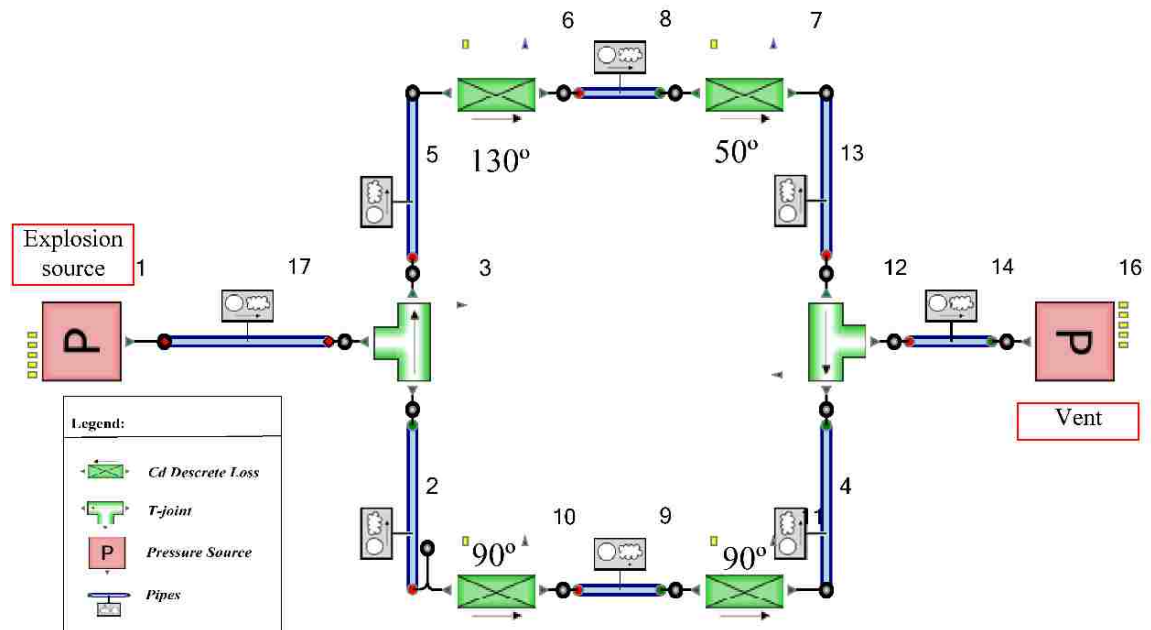 6
8
7
5
130º
50º
13
Explosion
source
1
17
3
12
14
16
P
P
Vent
Legend:
Cd Descrete Loss
T-joint
P
Pressure Source
Pipes
2
4
10
9
11
90º
90º